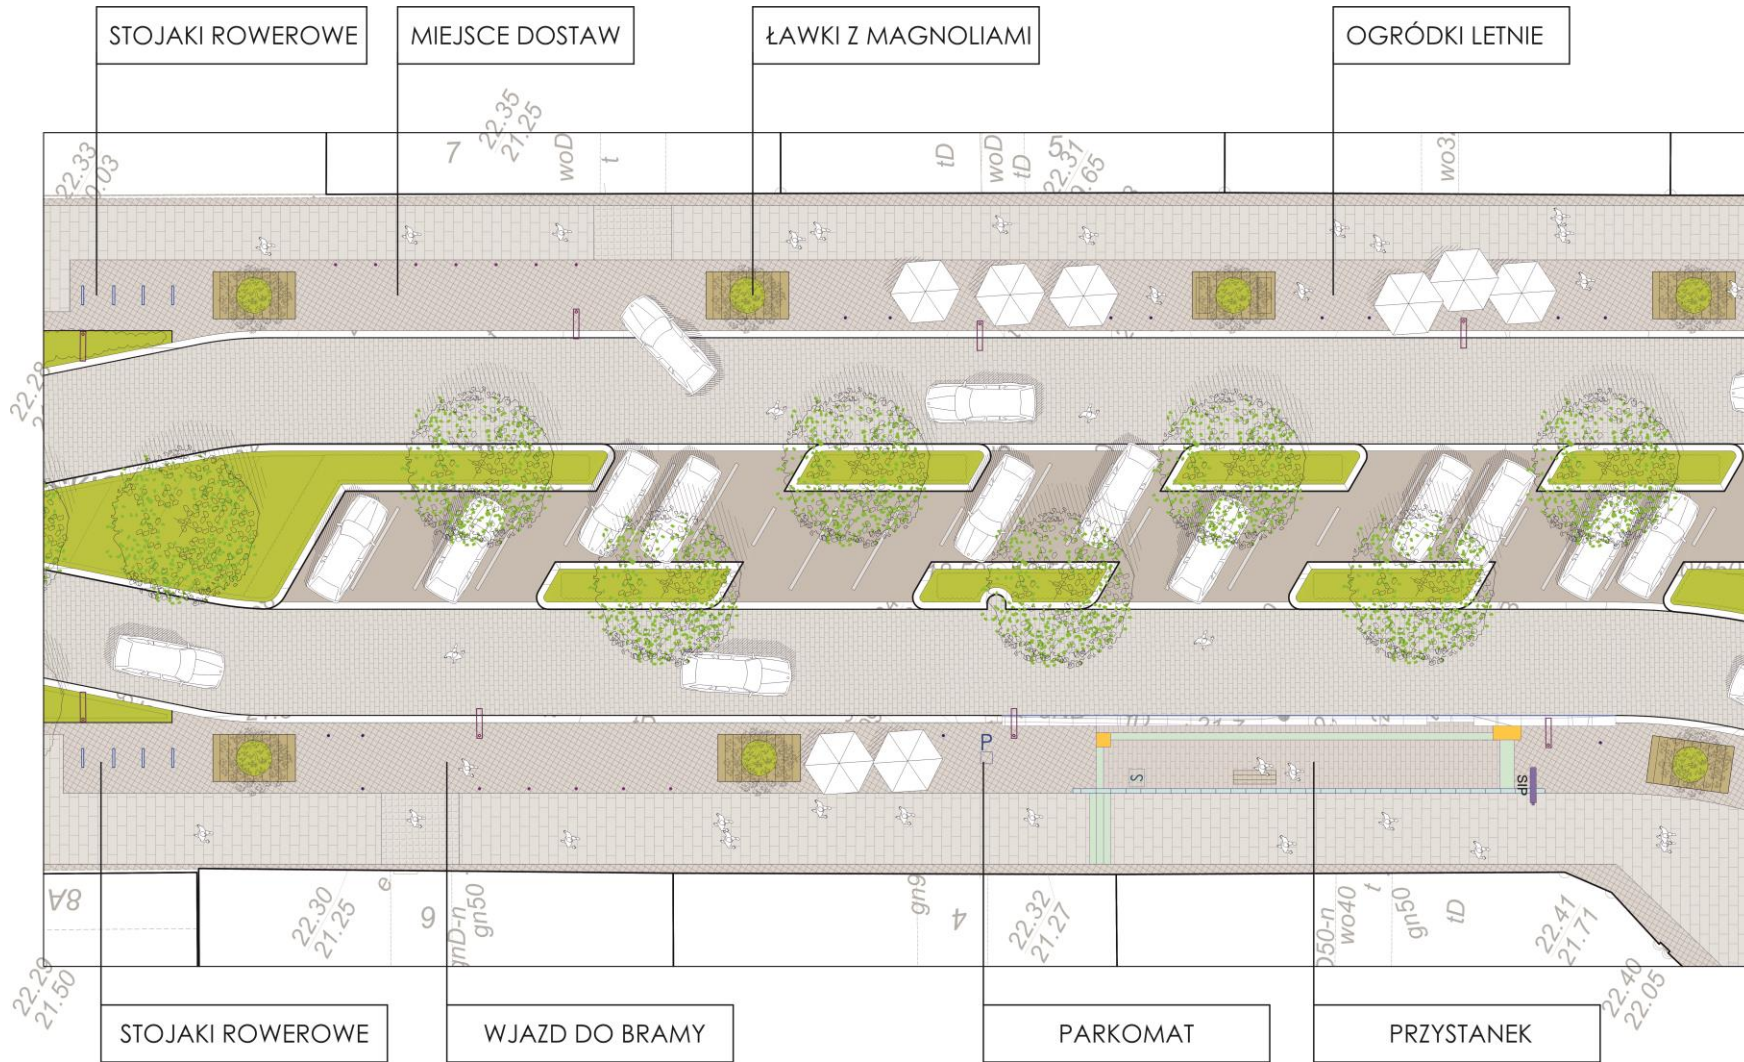 STOJAKI ROWEROWE
MIEJSCE DOSTAW
ŁAWKI Z MAGNOLIAMI
OGRÓDKI LETNIE
22.33
22.35
21.25
7
woD
t
tD
woD
tD
5
22.31
22.28
P
S
SIP
8A
22.30
21.25
e
6
gnD-n
gn50
gn9
4
22.32
21.27
wo40
t
gn50
tD
22.41
21.71
22.29
21.50
22.40
22.05
STOJAKI ROWEROWE
WJAZD DO BRAMY
PARKOMAT
PRZYSTANEK